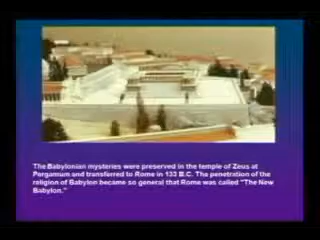 The Babylonian mysteries were preserved in the temple of Zeus at
Pergamum and transferred to Rome in 133 B.C. The penetration of the
religion of Babylon became so general that Rome was called "The New
Babylon."